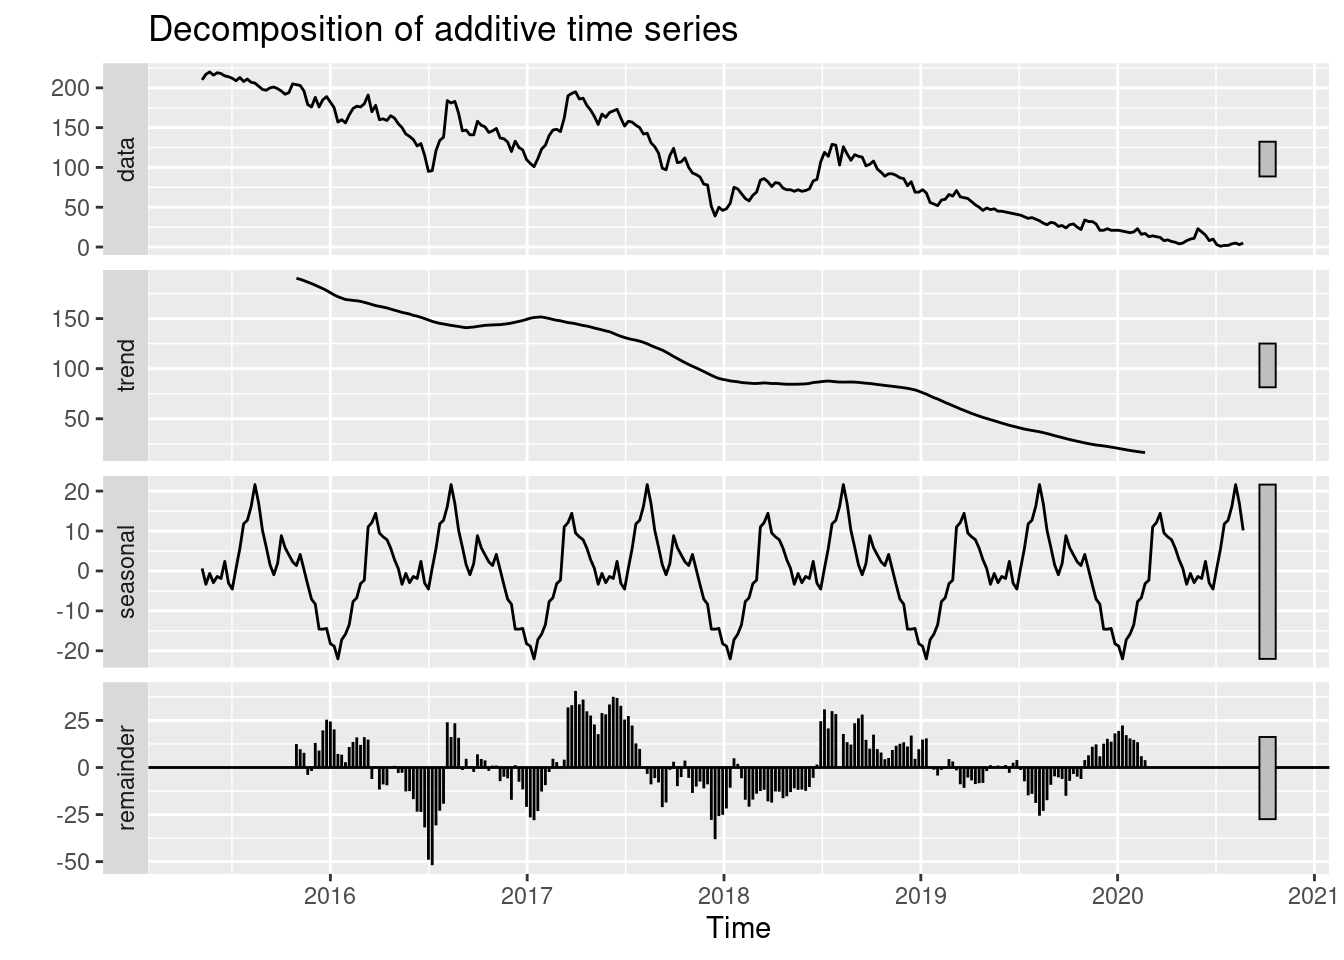 Decomposition of additive time series
data
200
150
100
50
0
trend
150
100
50
seasonal
20
10
0
-10
-20
remainder
25
0
-25
-50
2016 2017 2018 2019 2020 2021
Time